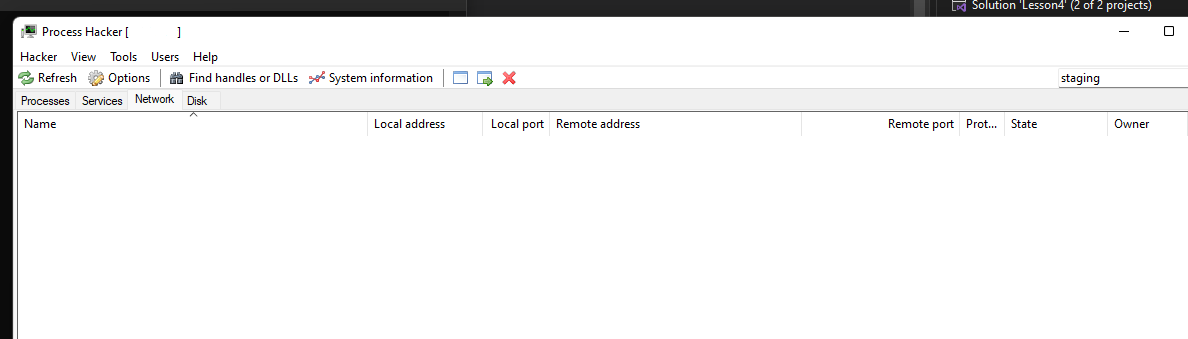 Solution 'Lesson4' (2 of 2 projects)
Process Hacker [ ]
Hacker View Tools Users Help
Refresh Options Find handles or DLLs System information staging
Processes Services Network Disk
Name Local address Local port Remote address Remote port Prot... State Owner